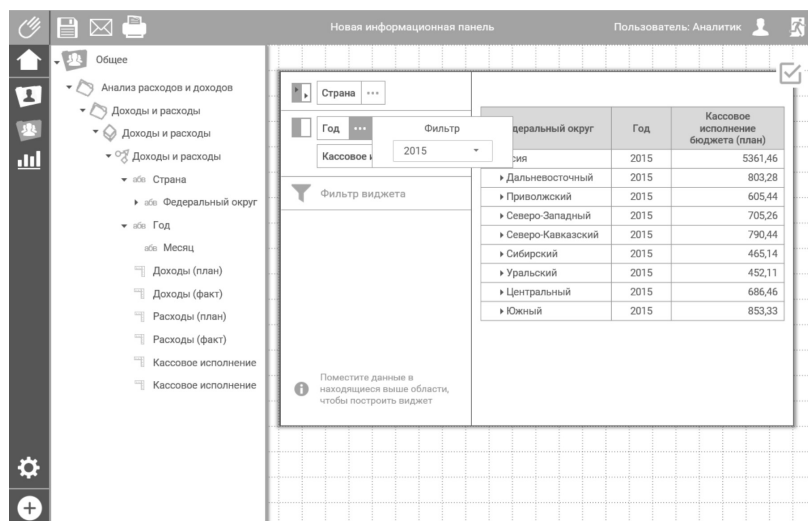 Новая информационная панель
Пользователь: Аналитик
Общее
Анализ расходов и доходов
Доходы и расходы
Доходы и расходы
Доходы и расходы
абв Страна
абв Федеральный округ
абв Год
абв Месяц
Доходы (план)
Доходы (факт)
Расходы (план)
Расходы (факт)
Кассовое исполнение
Кассовое исполнение
Страна ...
Год ... Фильтр
2015
Кассовое
Фильтр виджета
Поместите данные в
находящиеся выше области,
чтобы построить виджет
округ Год Кассовое
исполнение
бюджета (план)
2015 5361,46
Дальневосточный 2015 803,28
Приволжский 2015 605,44
Северо-Западный 2015 705,26
Северо-Кавказский 2015 790,44
Сибирский 2015 465,14
Уральский 2015 452,11
Центральный 2015 686,46
Южный 2015 853,33